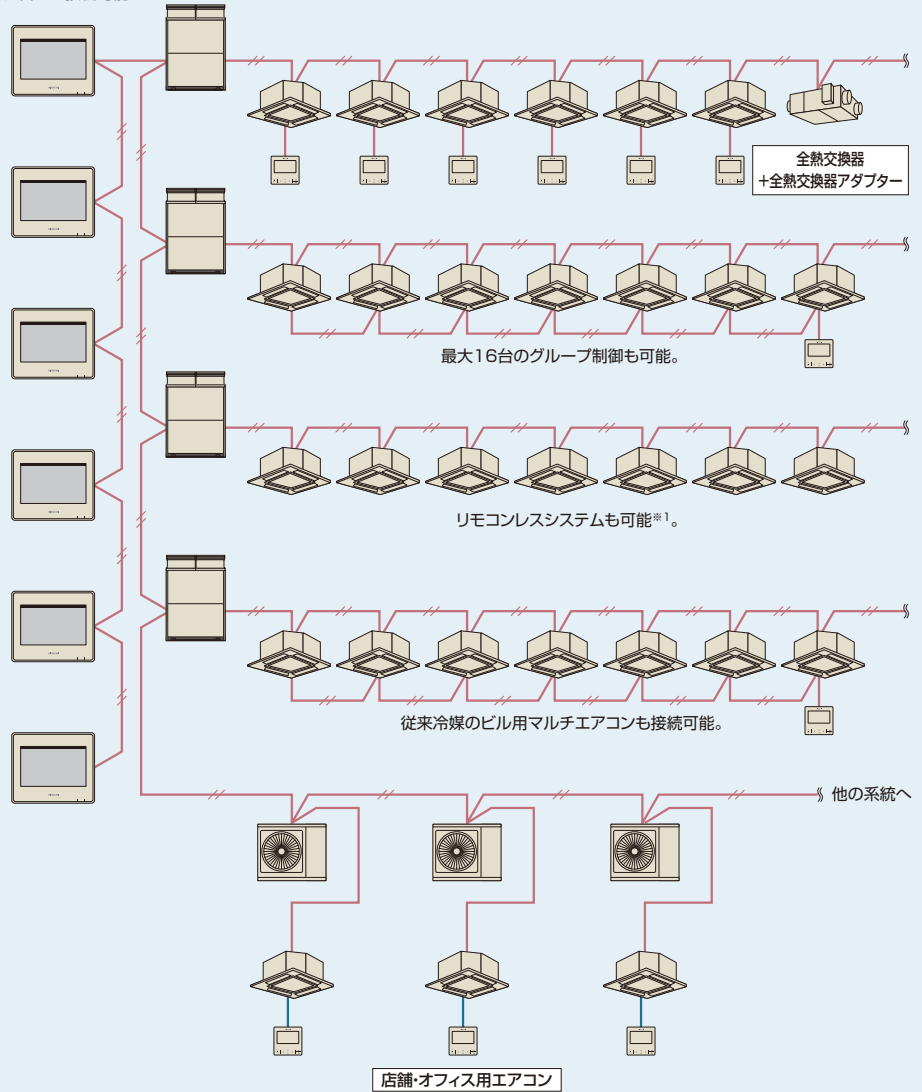 全熱交換器
+全熱交換器アダプター
最大16台のグループ制御も可能。
リモコンレスシステムも可能※1。
従来冷媒のビル用マルチエアコンも接続可能。
他の系統へ
店舗・オフィス用エアコン